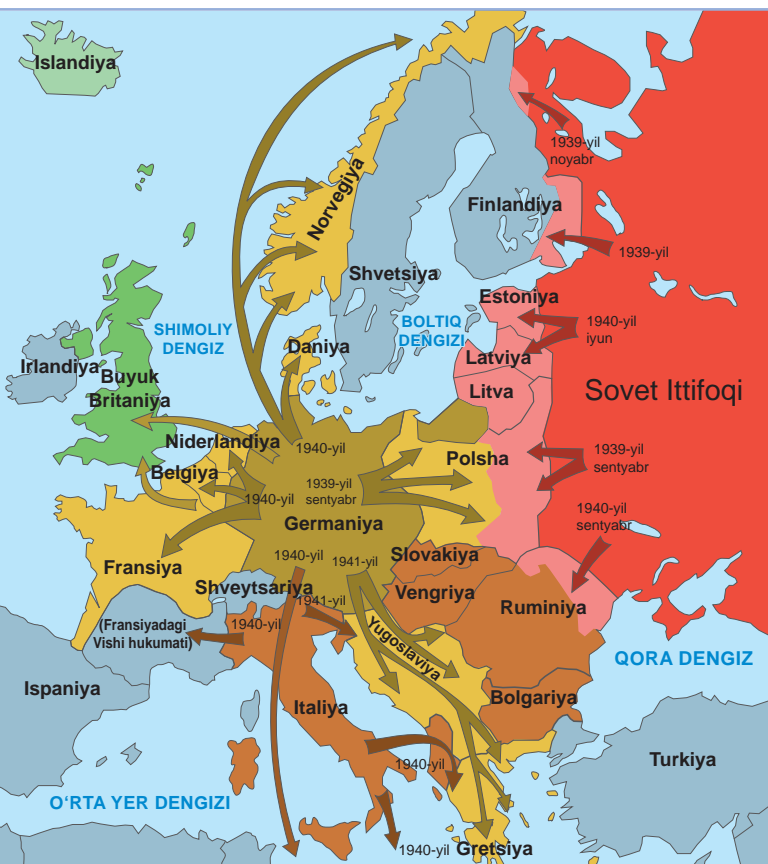 Islandiya
1939-yil
noyabr
Norvegiya
Finlandiya
1939-yil
Shvetsiya
Estoniya
SHIMOLIY
DENGIZ
BOLTIQ
DENGIZI
1940-yil
iyun
Daniya
Latviya
Irlandiya
Buyuk
Britaniya
Litva
Sovet Ittifoqi
Niderlandiya
1940-yil
Polsha
1939-yil
sentyabr
Belgiya
1939-yil
sentyabr
1940-yil
Germaniya
1940-yil
sentyabr
Fransiya
1940-yil
1941-yil
Slovakiya
Shveytsariya
1941-yil
Vengriya
Ruminiya
(Fransiyadagi
Vishi hukumati)
1940-yil
Yugoslaviya
QORA DENGIZ
Ispaniya
Italiya
Bolgariya
1940-yil
Turkiya
O‘RTA YER DENGIZI
1940-yil
Gretsiya